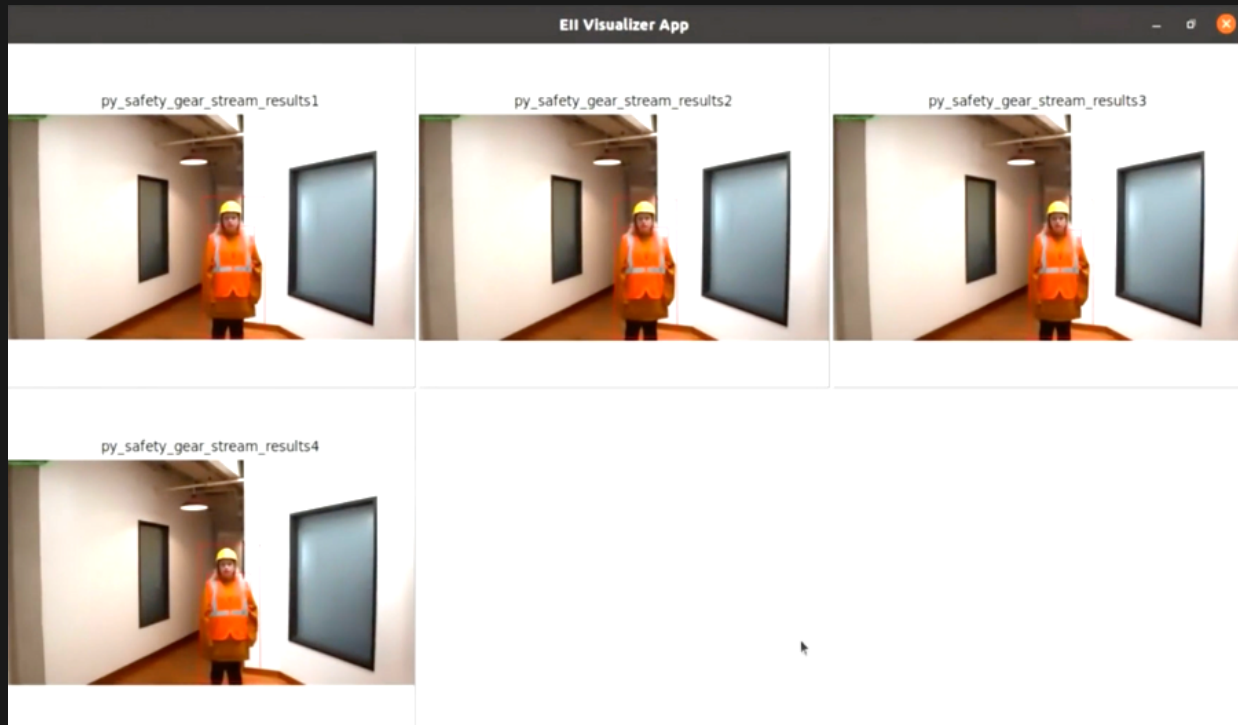 EII Visualizer App
py_safety_gear_stream_results1
py_safety_gear_stream_results2
py_safety_gear_stream_results3
py_safety_gear_stream_results4